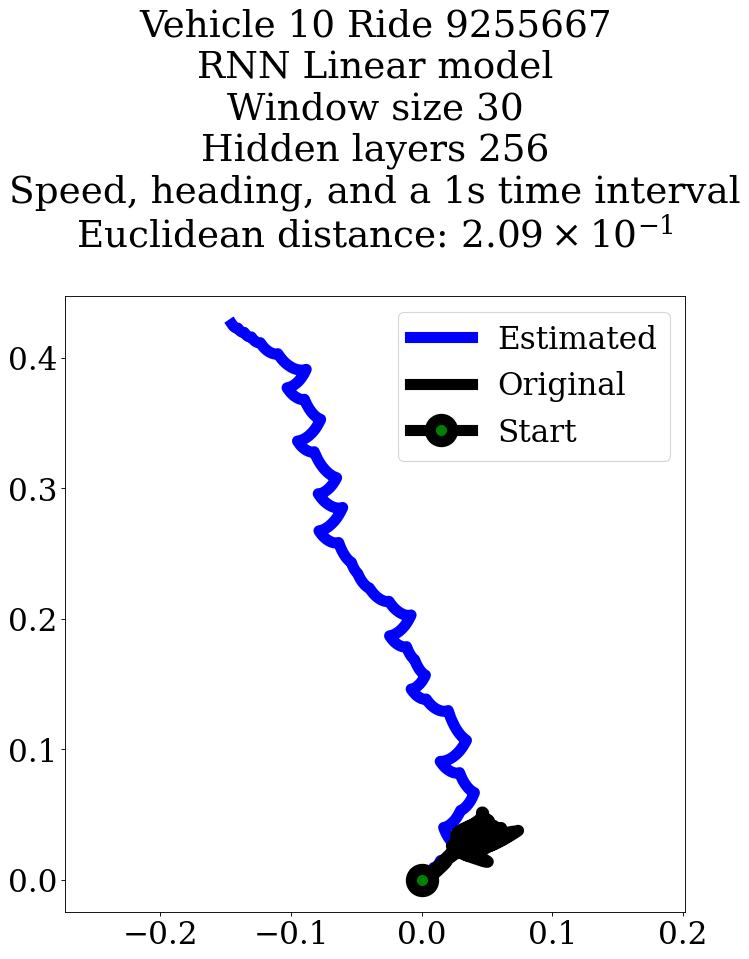 Vehicle 10 Ride 9255667
RNN Linear model
Window size 30
Hidden layers 256
Speed, heading, and a 1s time interval
Euclidean distance: 2.09 × 10⁻¹
Estimated
Original
Start
0.4
0.3
0.2
0.1
0.0
−0.2 −0.1 0.0 0.1 0.2